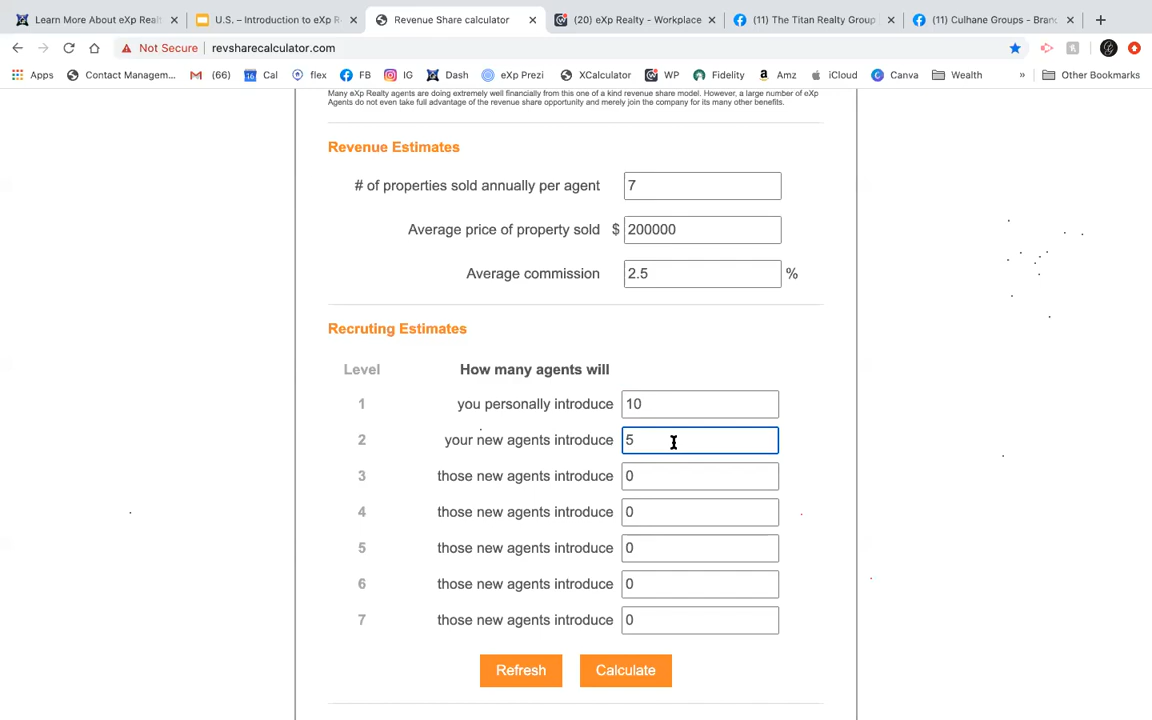 Learn More About eXp Realt
U.S. – Introduction to eXp R
Revenue Share calculator
(20) eXp Realty - Workplace
(11) The Titan Realty Group
(11) Culhane Groups - Branc
Not Secure | revsharecalculator.com
Apps Contact Managem... (66) Cal flex FB IG Dash eXp Prezi XCalculator WP Fidelity Amz iCloud Canva Wealth » Other Bookmarks
Many eXp Realty agents are doing extremely well financially from this one of a kind revenue share model. However, a large number of eXp
Agents do not even take full advantage of the revenue share opportunity and merely join the company for its many other benefits.
Revenue Estimates
# of properties sold annually per agent 7
Average price of property sold $ 200000
Average commission 2.5 %
Recruting Estimates
Level How many agents will
1 you personally introduce 10
2 your new agents introduce 5
3 those new agents introduce 0
4 those new agents introduce 0
5 those new agents introduce 0
6 those new agents introduce 0
7 those new agents introduce 0
Refresh Calculate